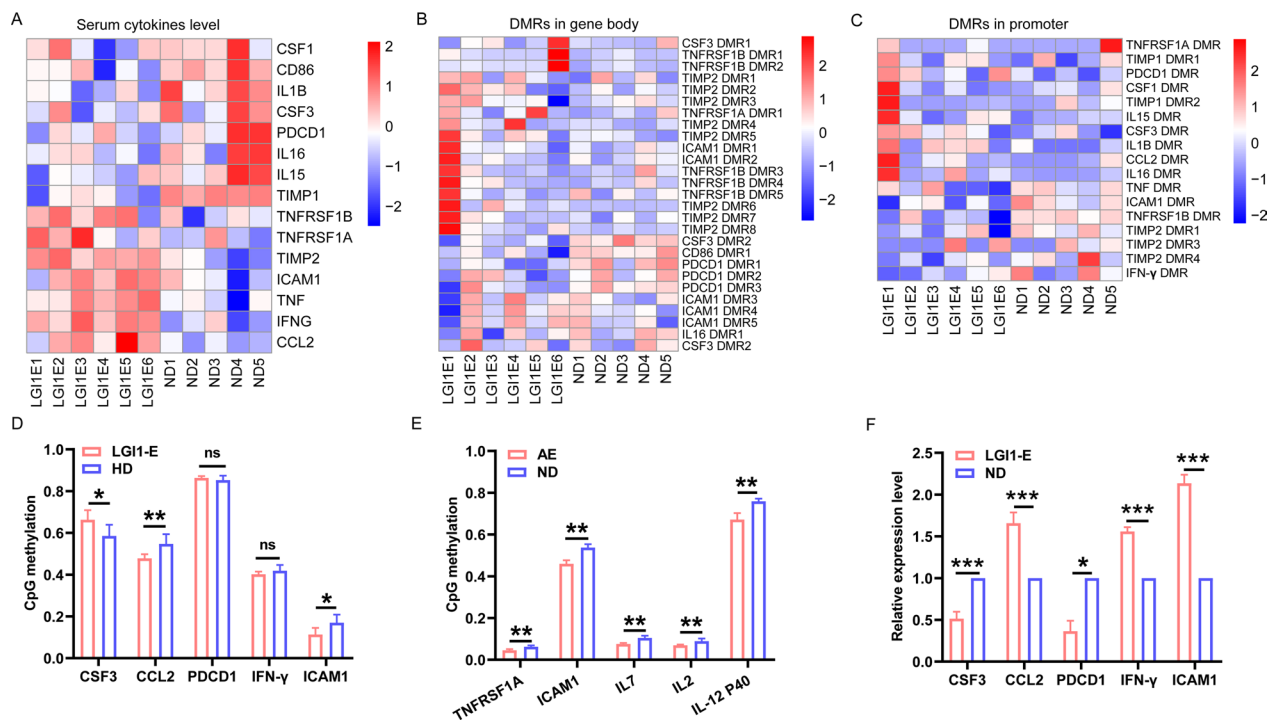 A
Serum cytokines level
CSF1
CD86
IL1B
CSF3
PDCD1
IL16
IL15
TIMP1
TNFRSF1B
TNFRSF1A
TIMP2
ICAM1
TNF
IFNG
CCL2
2
1
0
−1
−2
LGI1E1
LGI1E2
LGI1E3
LGI1E4
LGI1E5
LGI1E6
ND1
ND2
ND3
ND4
ND5
B
DMRs in gene body
CSF3 DMR1
TNFRSF1B DMR1
TNFRSF1B DMR2
TIMP2 DMR1
TIMP2 DMR2
TIMP2 DMR3
TNFRSF1A DMR1
TIMP2 DMR4
TIMP2 DMR5
ICAM1 DMR1
ICAM1 DMR2
TNFRSF1B DMR3
TNFRSF1B DMR4
TNFRSF1B DMR5
TIMP2 DMR6
TIMP2 DMR7
TIMP2 DMR8
CSF3 DMR2
CD86 DMR1
PDCD1 DMR1
PDCD1 DMR2
PDCD1 DMR3
ICAM1 DMR3
ICAM1 DMR4
ICAM1 DMR5
IL16 DMR1
CSF3 DMR2
2
1
0
−1
−2
LGI1E1
LGI1E2
LGI1E3
LGI1E4
LGI1E5
LGI1E6
ND1
ND2
ND3
ND4
ND5
C
DMRs in promoter
TNFRSF1A DMR
TIMP1 DMR1
PDCD1 DMR
CSF1 DMR
TIMP1 DMR2
IL15 DMR
CSF3 DMR
IL1B DMR
CCL2 DMR
IL16 DMR
TNF DMR
ICAM1 DMR
TNFRSF1B DMR
TIMP2 DMR1
TIMP2 DMR3
TIMP2 DMR4
IFN-γ DMR
2
1
0
−1
−2
LGI1E1
LGI1E2
LGI1E3
LGI1E4
LGI1E5
LGI1E6
ND1
ND2
ND3
ND4
ND5
D
CpG methylation
1.0
0.8
0.6
0.4
0.2
0.0
LGI1-E
HD
*
**
ns
ns
*
CSF3
CCL2
PDCD1
IFN-γ
ICAM1
E
CpG methylation
1.0
0.8
0.6
0.4
0.2
0.0
AE
ND
**
**
**
**
**
TNFRSF1A
ICAM1
IL7
IL2
IL-12 P40
F
Relative expression level
2.5
2.0
1.5
1.0
0.5
0.0
LGI1-E
ND
***
***
*
***
***
CSF3
CCL2
PDCD1
IFN-γ
ICAM1